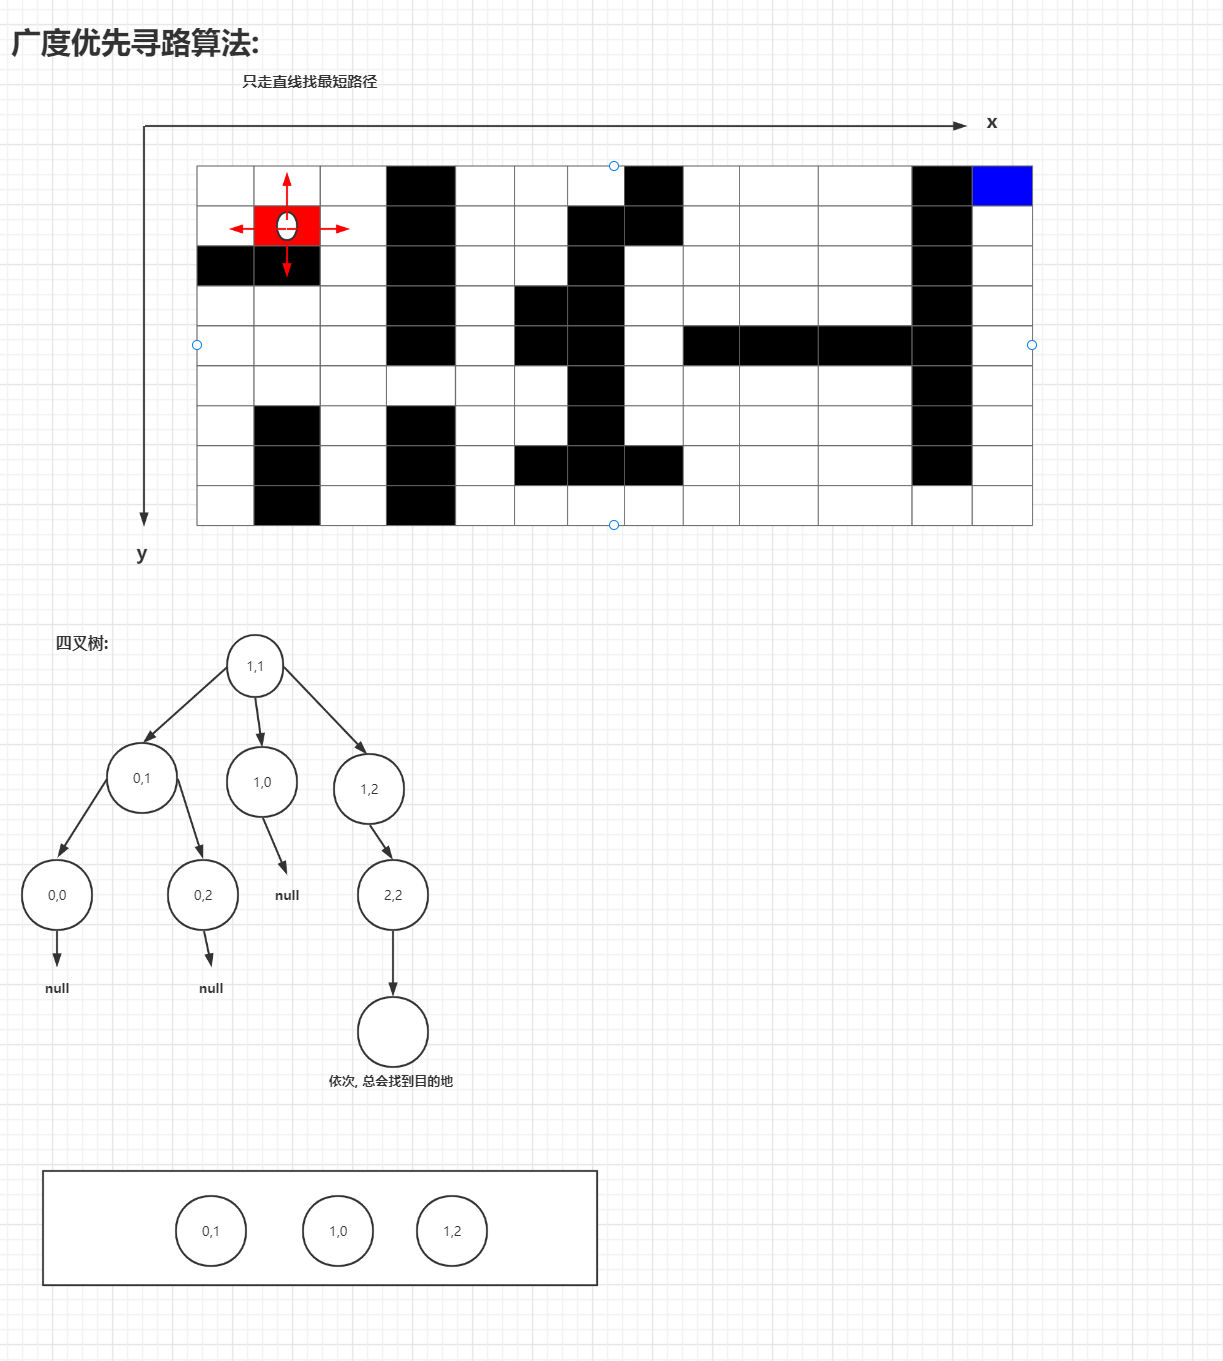 广度优先寻路算法:
只走直线找最短路径
x
y
四叉树:
1,1
0,1
1,0
1,2
0,0
0,2
null
2,2
null
null
依次, 总会找到目的地
0,1
1,0
1,2